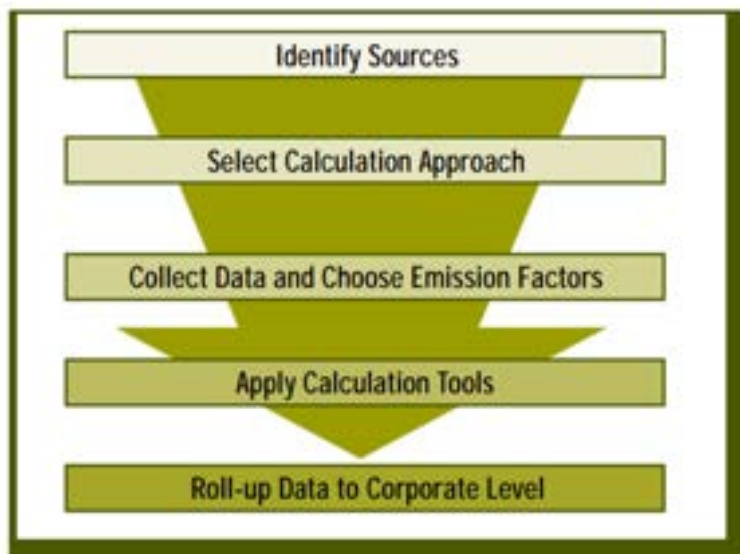 Identify Sources
Select Calculation Approach
Collect Data and Choose Emission Factors
Apply Calculation Tools
Roll-up Data to Corporate Level